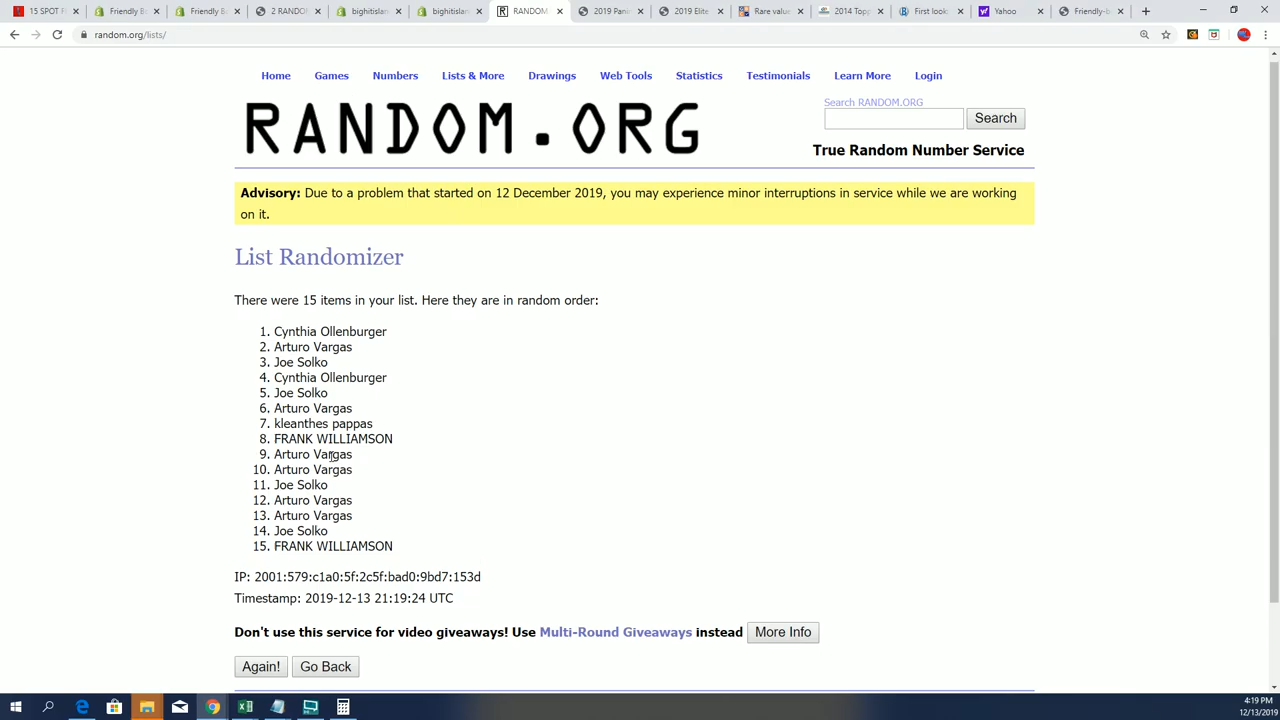 15 SPOT F
Friendly Bo
Friendly B
2 RANDO
bighitislan
bighitislan
RANDOM
2019 Pani
2019 Elite
Rare value
2014 Topp
First look:
Yahoo
Friendly-b
random.org/lists/
Home Games Numbers Lists & More Drawings Web Tools Statistics Testimonials Learn More Login
RANDOM.ORG
Search RANDOM.ORG
Search
True Random Number Service
Advisory: Due to a problem that started on 12 December 2019, you may experience minor interruptions in service while we are working
on it.
List Randomizer
There were 15 items in your list. Here they are in random order:
1. Cynthia Ollenburger
2. Arturo Vargas
3. Joe Solko
4. Cynthia Ollenburger
5. Joe Solko
6. Arturo Vargas
7. kleanthes pappas
8. FRANK WILLIAMSON
9. Arturo Vargas
10. Arturo Vargas
11. Joe Solko
12. Arturo Vargas
13. Arturo Vargas
14. Joe Solko
15. FRANK WILLIAMSON
IP: 2001:579:c1a0:5f:2c5f:bad0:9bd7:153d
Timestamp: 2019-12-13 21:19:24 UTC
Don't use this service for video giveaways! Use Multi-Round Giveaways instead More Info
Again! Go Back
4:19 PM
12/13/2019